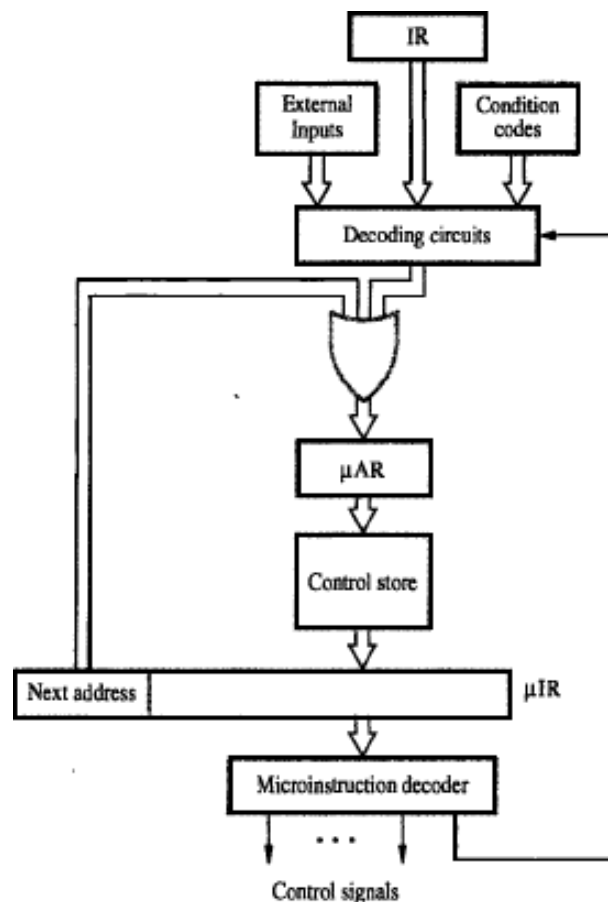 IR
External
Inputs
Condition
codes
Decoding circuits
μAR
Control store
Next address
μIR
Microinstruction decoder
...
Control signals